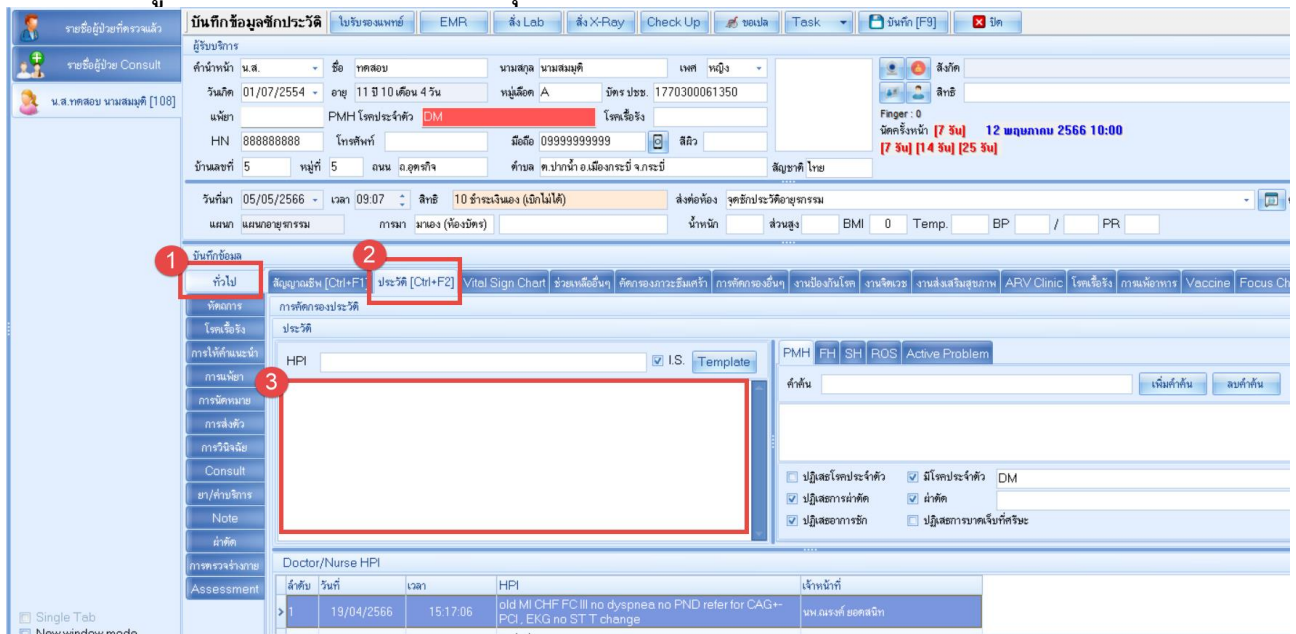 รายชื่อผู้ป่วยที่ตรวจแล้ว
รายชื่อผู้ป่วย Consult
น.ส.ทดสอบ นามสมมุติ [108]
บันทึกข้อมูลซักประวัติ ใบรับรองแพทย์ EMR สั่ง Lab สั่ง X-Ray Check Up ขอเปล Task บันทึก [F9] ปิด
ผู้รับบริการ
คำนำหน้า น.ส. ชื่อ ทดสอบ นามสกุล นามสมมุติ เพศ หญิง สังกัด
วันเกิด 01/07/2554 อายุ 11 ปี 10 เดือน 4 วัน หมู่เลือด A บัตร ปชช. 1770300061350 สิทธิ
แพ้ยา PMH โรคประจำตัว DM โรคเรื้อรัง Finger : 0
HN 888888888 โทรศัพท์ มือถือ 09999999999 สีผิว นัดครั้งหน้า [7 วัน] 12 พฤษภาคม 2566 10:00
[7 วัน] [14 วัน] [25 วัน]
บ้านเลขที่ 5 หมู่ที่ 5 ถนน ถ.อุตรกิจ ตำบล ต.ปากน้ำ อ.เมืองกระบี่ จ.กระบี่ สัญชาติ ไทย
วันที่มา 05/05/2566 เวลา 09:07 สิทธิ 10 ชำระเงินเอง (เบิกไม่ได้) ส่งต่อห้อง จุดซักประวัติอายุรกรรม
แผนก แผนกอายุรกรรม การมา มาเอง (ห้องบัตร) น้ำหนัก ส่วนสูง BMI 0 Temp. BP / PR
บันทึกข้อมูล
1
2
ทั่วไป
สัญญาณชีพ [Ctrl+F1] ประวัติ [Ctrl+F2] Vital Sign Chart ช่วยเหลืออื่นๆ คัดกรองภาวะซึมเศร้า การคัดกรองอื่นๆ งานป้องกันโรค งานจิตเวช งานส่งเสริมสุขภาพ ARV Clinic โรคเรื้อรัง การแพ้อาหาร Vaccine Focus Ch
หัตถการ
โรคเรื้อรัง
การให้คำแนะนำ
การแพ้ยา
การนัดหมาย
การส่งตัว
การวินิจฉัย
Consult
ยา/ค่าบริการ
Note
ผ่าตัด
การตรวจร่างกาย
Assessment
การคัดกรองประวัติ
ประวัติ
HPI I.S. Template
3
PMH FH SH ROS Active Problem
คำค้น เพิ่มคำค้น ลบคำค้น
ปฏิเสธโรคประจำตัว มีโรคประจำตัว DM
ปฏิเสธการผ่าตัด ผ่าตัด
ปฏิเสธอาการชัก ปฏิเสธการบาดเจ็บที่ศรีษะ
Doctor/Nurse HPI
ลำดับ วันที่ เวลา HPI เจ้าหน้าที่
1 19/04/2566 15:17:06 old MI CHF FC III no dyspnea no PND refer for CAG+- PCI , EKG no ST T change นพ.ณรงค์ ยอดสนิท
Single Tab
New window mode